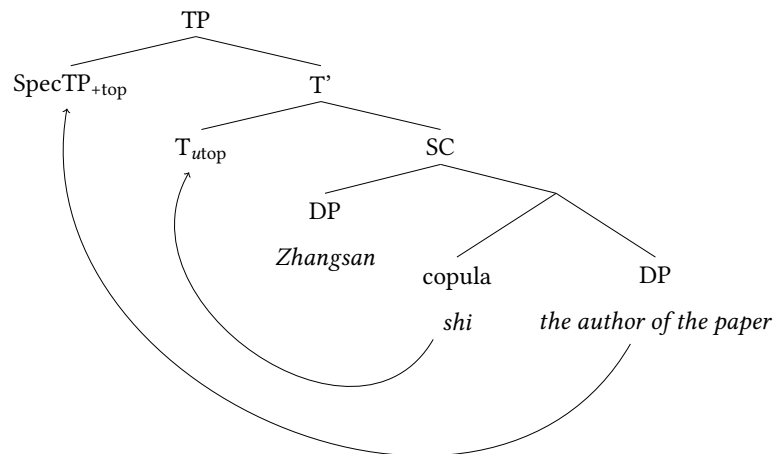 TP
SpecTP+top T’
Tutop SC
DP
Zhangsan
copula DP
shi the author of the paper